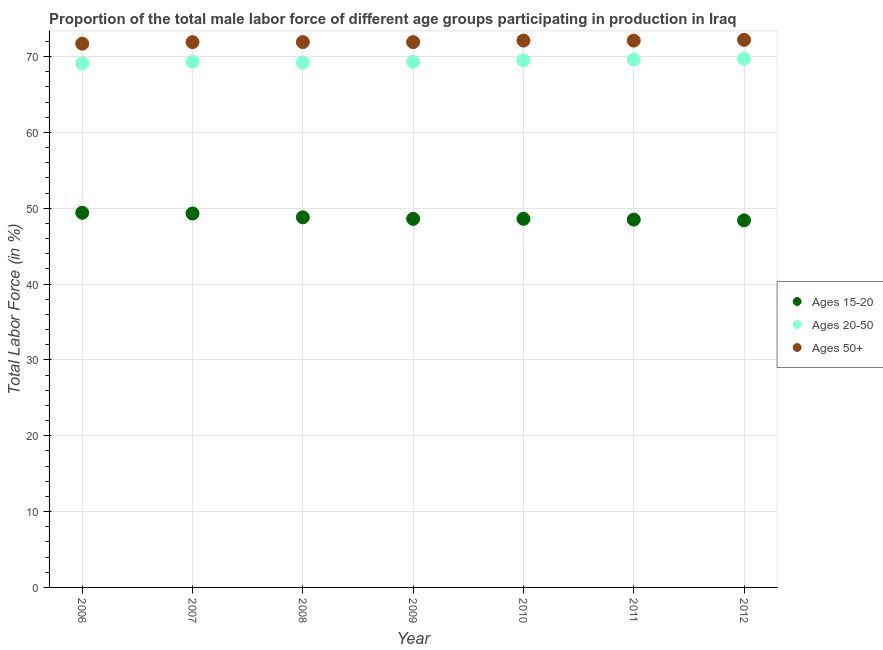 Proportion of the total male labor force of different age groups participating in production in Iraq
Total Labor Force (in %)
70
60
50
40
30
20
10
0
2006
2007
2008
2009
2010
2011
2012
Year
Ages 15-20
Ages 20-50
Ages 50+